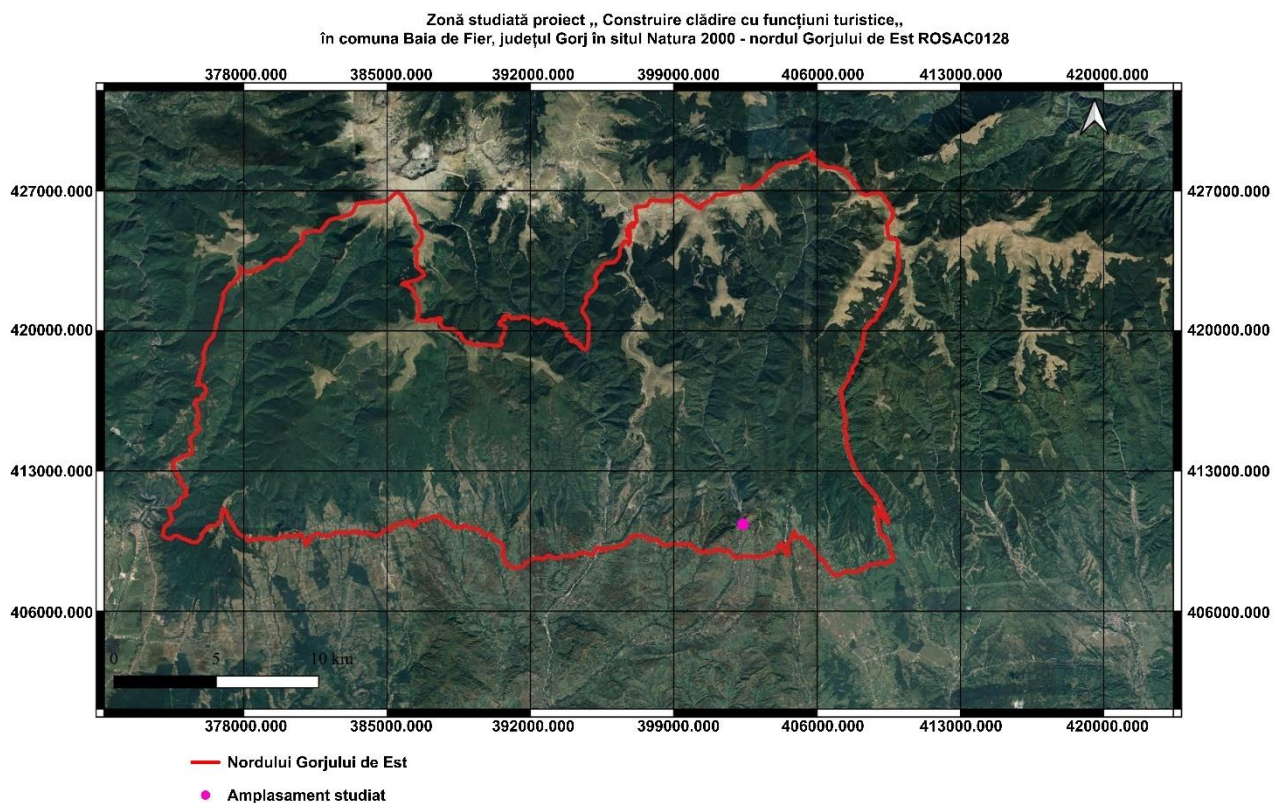 Zonă studiată proiect „ Construire clădire cu funcțiuni turistice„
în comuna Baia de Fier, județul Gorj în situl Natura 2000 - nordul Gorjului de Est ROSAC0128
378000.000 385000.000 392000.000 399000.000 406000.000 413000.000 420000.000
427000.000 427000.000
420000.000 420000.000
413000.000 413000.000
406000.000 406000.000
0 5 10 km
378000.000 385000.000 392000.000 399000.000 406000.000 413000.000 420000.000
Nordului Gorjului de Est
Amplasament studiat